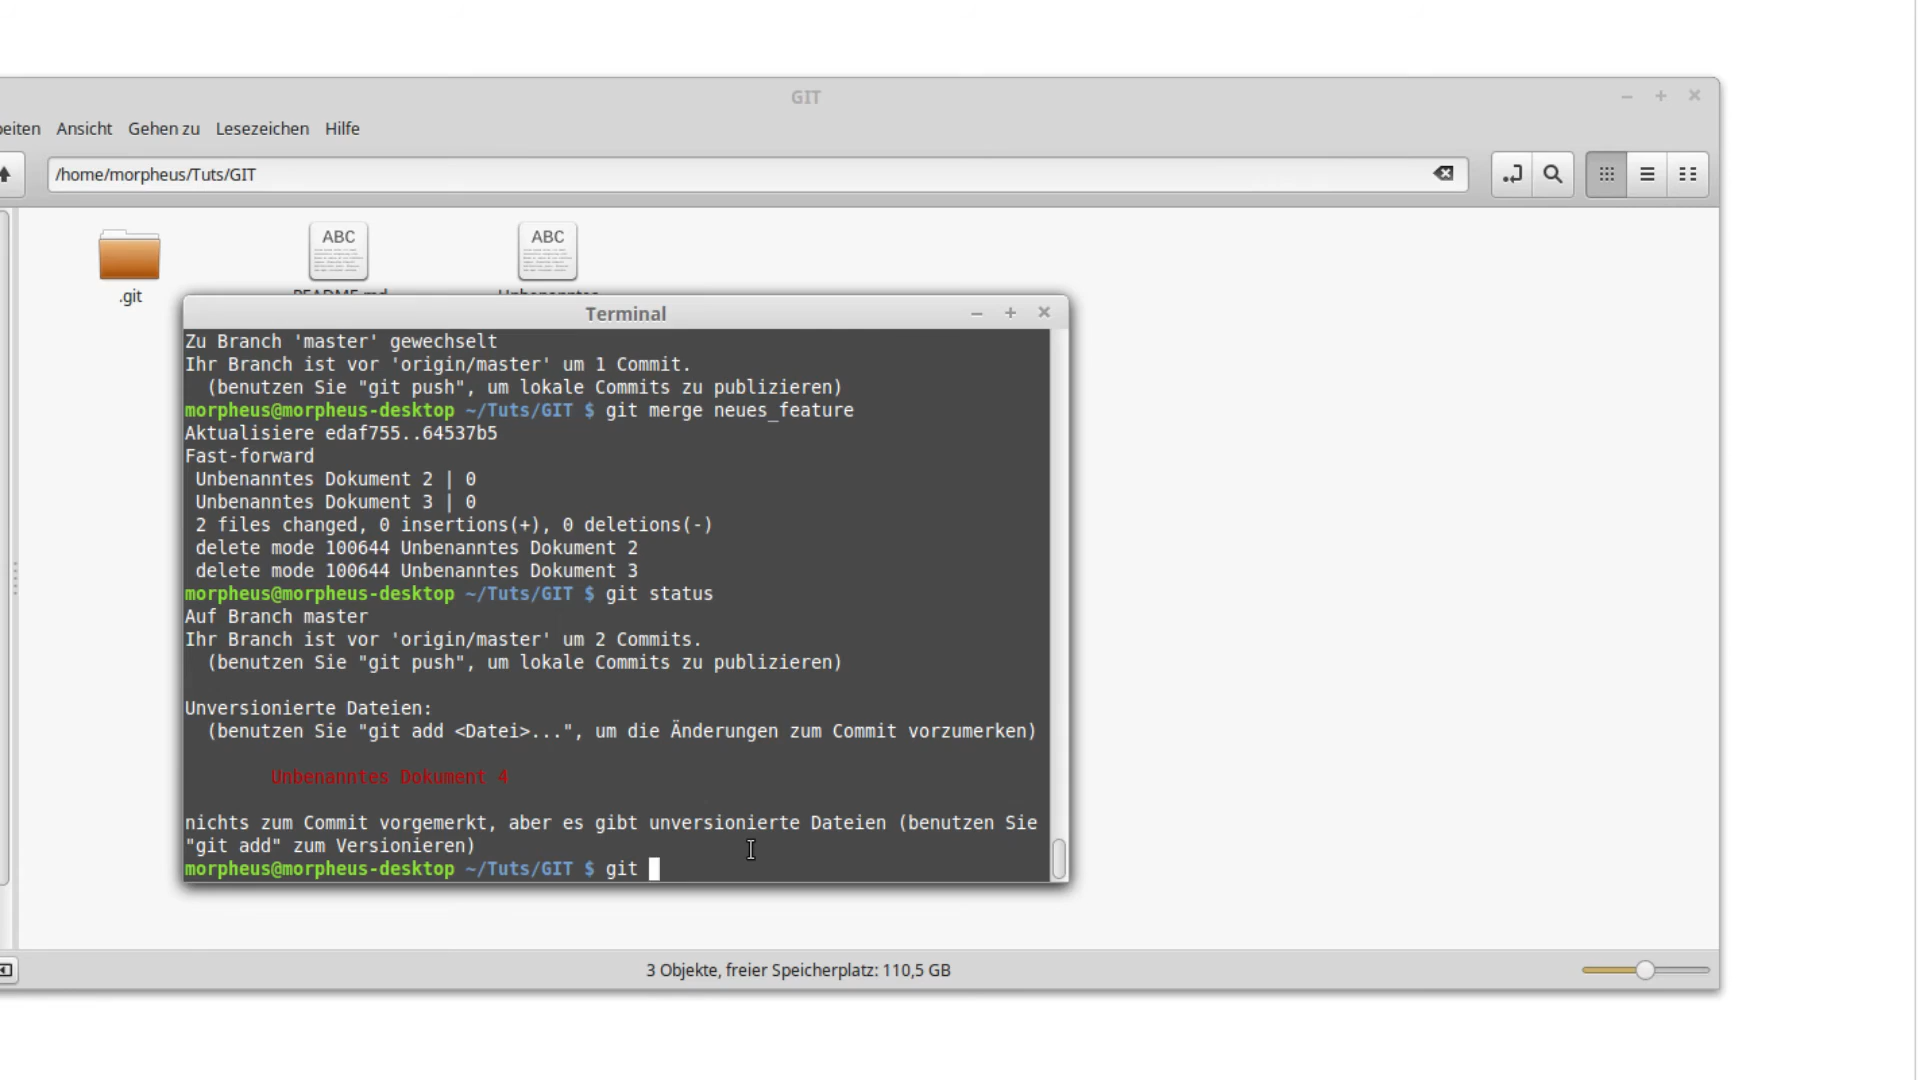 GIT
eiten Ansicht Gehen zu Lesezeichen Hilfe
/home/morpheus/Tuts/GIT
ABC
ABC
.git
README.md
Unbenanntes
Terminal
Zu Branch 'master' gewechselt
Ihr Branch ist vor 'origin/master' um 1 Commit.
(benutzen Sie "git push", um lokale Commits zu publizieren)
morpheus@morpheus-desktop ~/Tuts/GIT $ git merge neues_feature
Aktualisiere edaf755..64537b5
Fast-forward
Unbenanntes Dokument 2 | 0
Unbenanntes Dokument 3 | 0
2 files changed, 0 insertions(+), 0 deletions(-)
delete mode 100644 Unbenanntes Dokument 2
delete mode 100644 Unbenanntes Dokument 3
morpheus@morpheus-desktop ~/Tuts/GIT $ git status
Auf Branch master
Ihr Branch ist vor 'origin/master' um 2 Commits.
(benutzen Sie "git push", um lokale Commits zu publizieren)
Unversionierte Dateien:
(benutzen Sie "git add <Datei>...", um die Änderungen zum Commit vorzumerken)
Unbenanntes Dokument 4
nichts zum Commit vorgemerkt, aber es gibt unversionierte Dateien (benutzen Sie
"git add" zum Versionieren)
morpheus@morpheus-desktop ~/Tuts/GIT $ git
3 Objekte, freier Speicherplatz: 110,5 GB